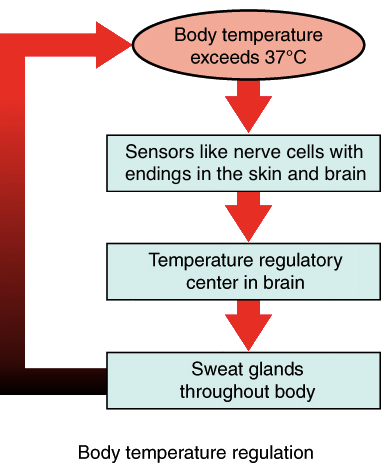 Body temperature
exceeds 37°C
Sensors like nerve cells with
endings in the skin and brain
Temperature regulatory
center in brain
Sweat glands
throughout body
Body temperature regulation